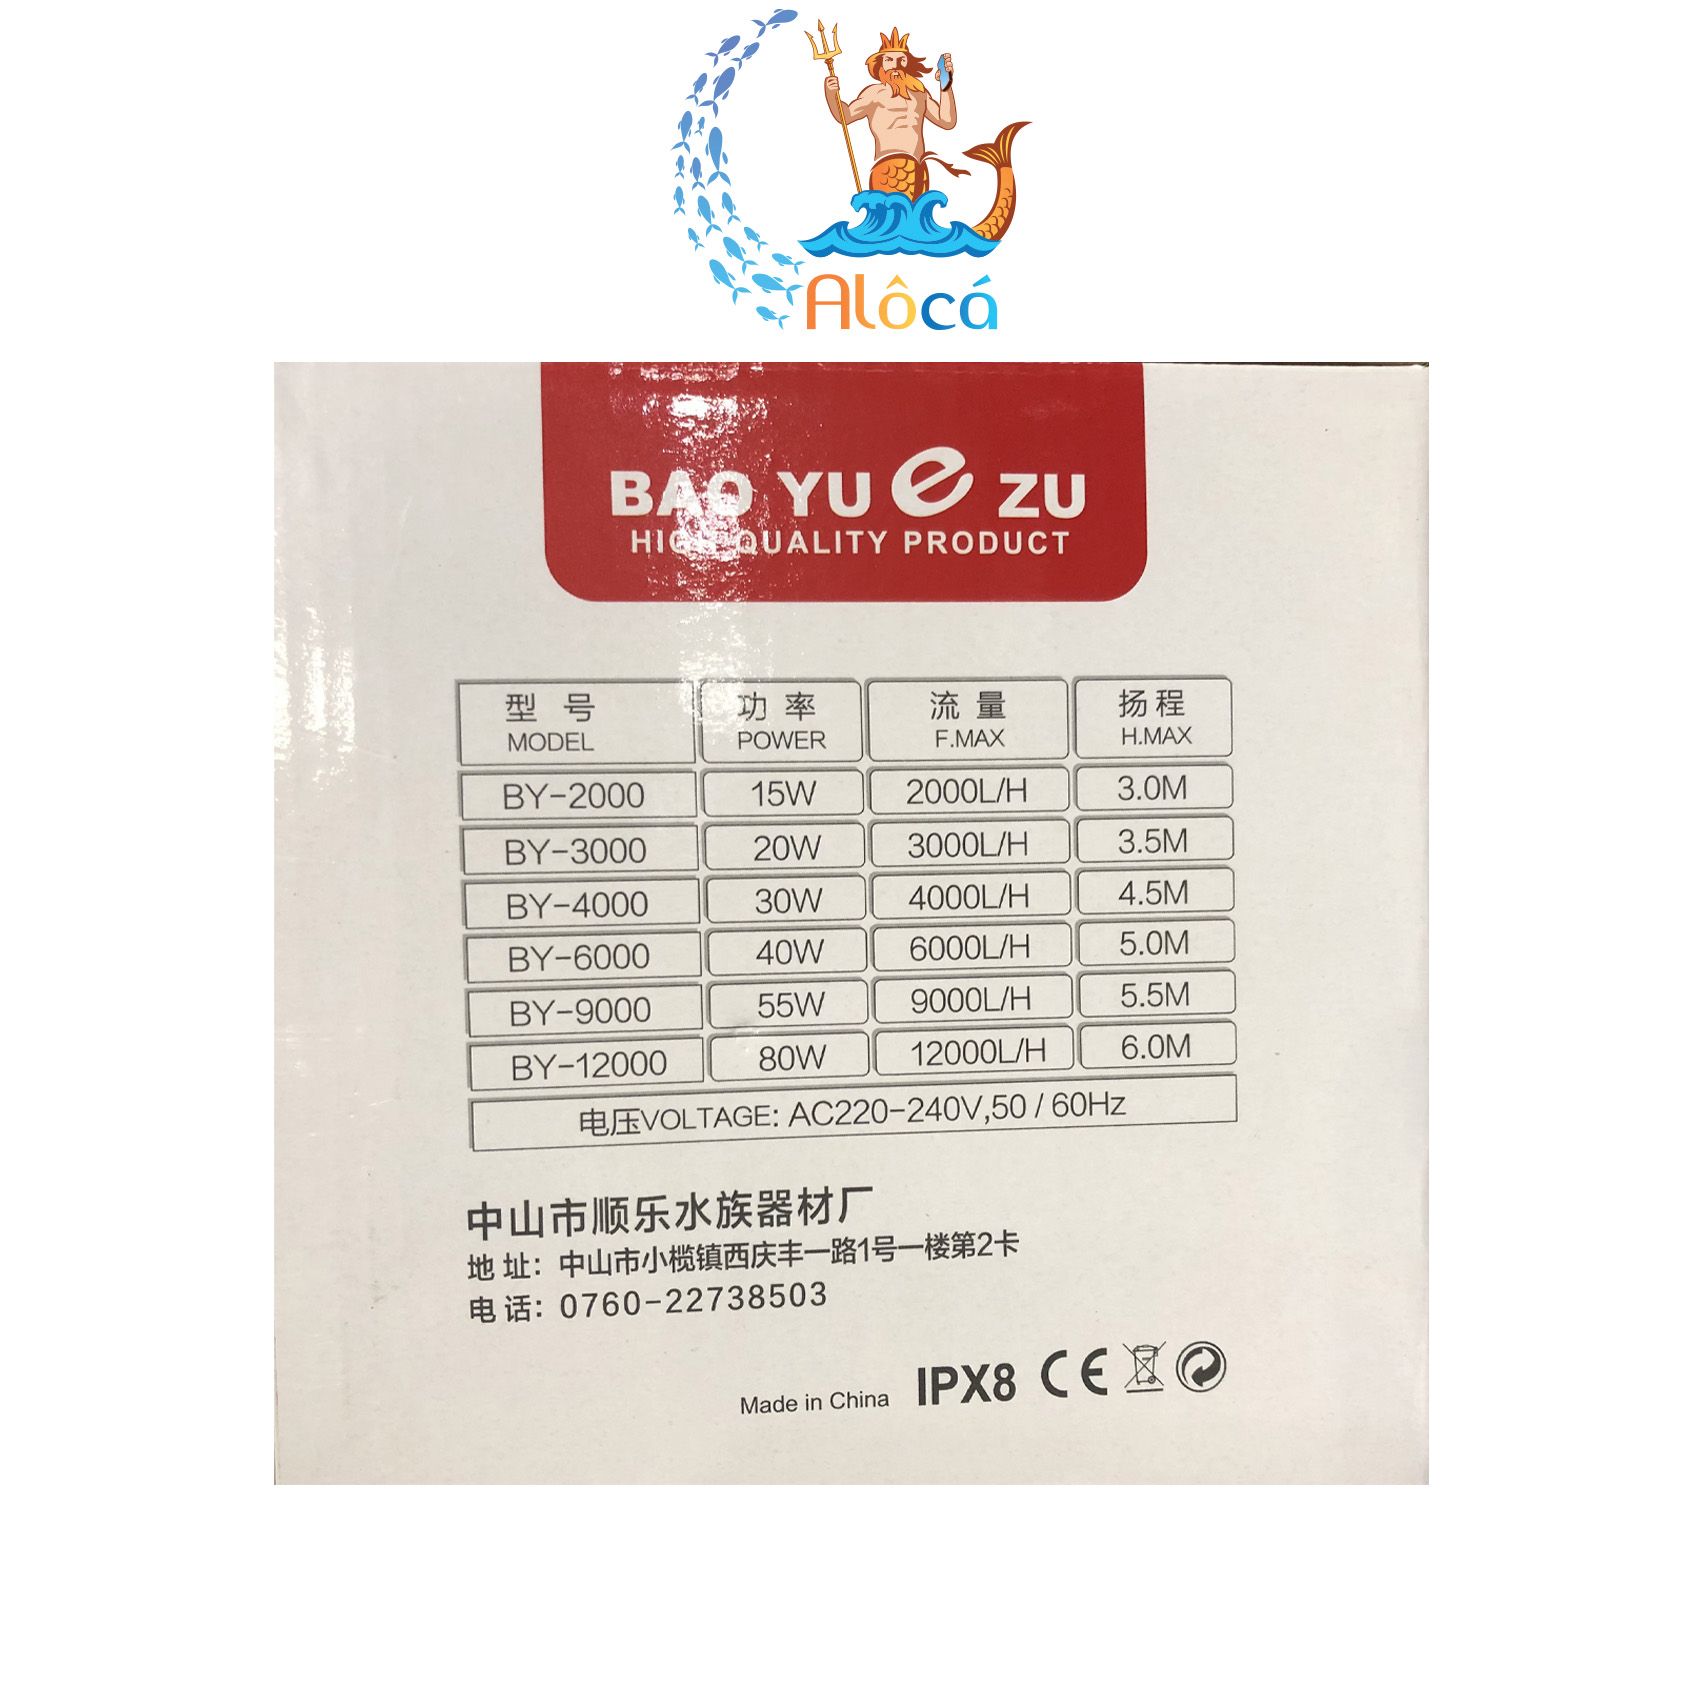 Alôcá
BAO YU e ZU
HIGH QUALITY PRODUCT
型号 功率 流量 扬程
MODEL POWER F.MAX H.MAX
BY-2000 15W 2000L/H 3.0M
BY-3000 20W 3000L/H 3.5M
BY-4000 30W 4000L/H 4.5M
BY-6000 40W 6000L/H 5.0M
BY-9000 55W 9000L/H 5.5M
BY-12000 80W 12000L/H 6.0M
电压VOLTAGE: AC220-240V,50 / 60Hz
中山市顺乐水族器材厂
地 址：中山市小榄镇西庆丰一路1号一楼第2卡
电 话：0760-22738503
Made in China IPX8 CE